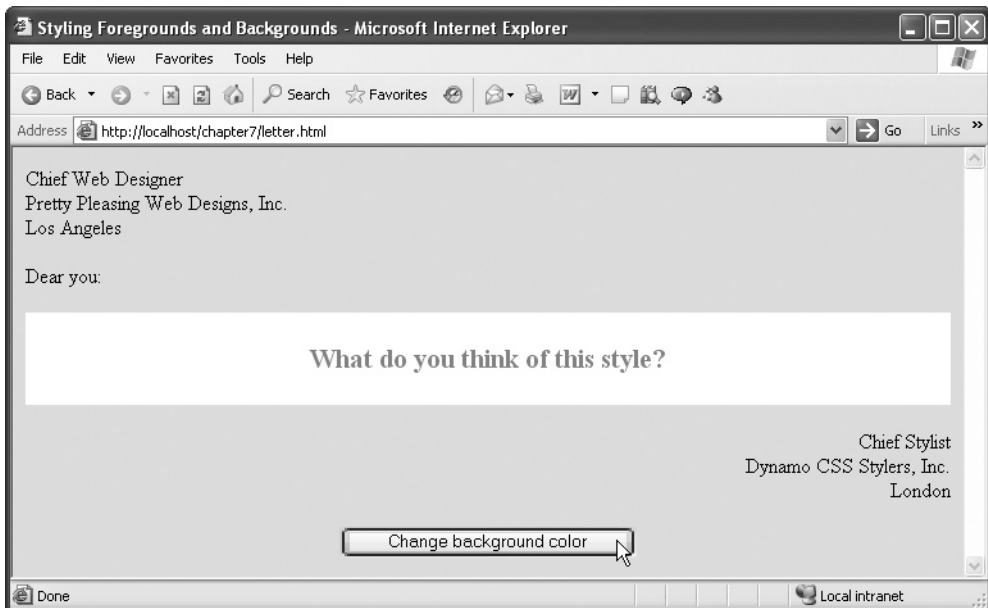 Styling Foregrounds and Backgrounds - Microsoft Internet Explorer
File Edit View Favorites Tools Help
Back Search Favorites
Address http://localhost/chapter7/letter.html Go Links »
Chief Web Designer
Pretty Pleasing Web Designs, Inc.
Los Angeles
Dear you:
What do you think of this style?
Chief Stylist
Dynamo CSS Stylers, Inc.
London
Change background color
Done Local intranet